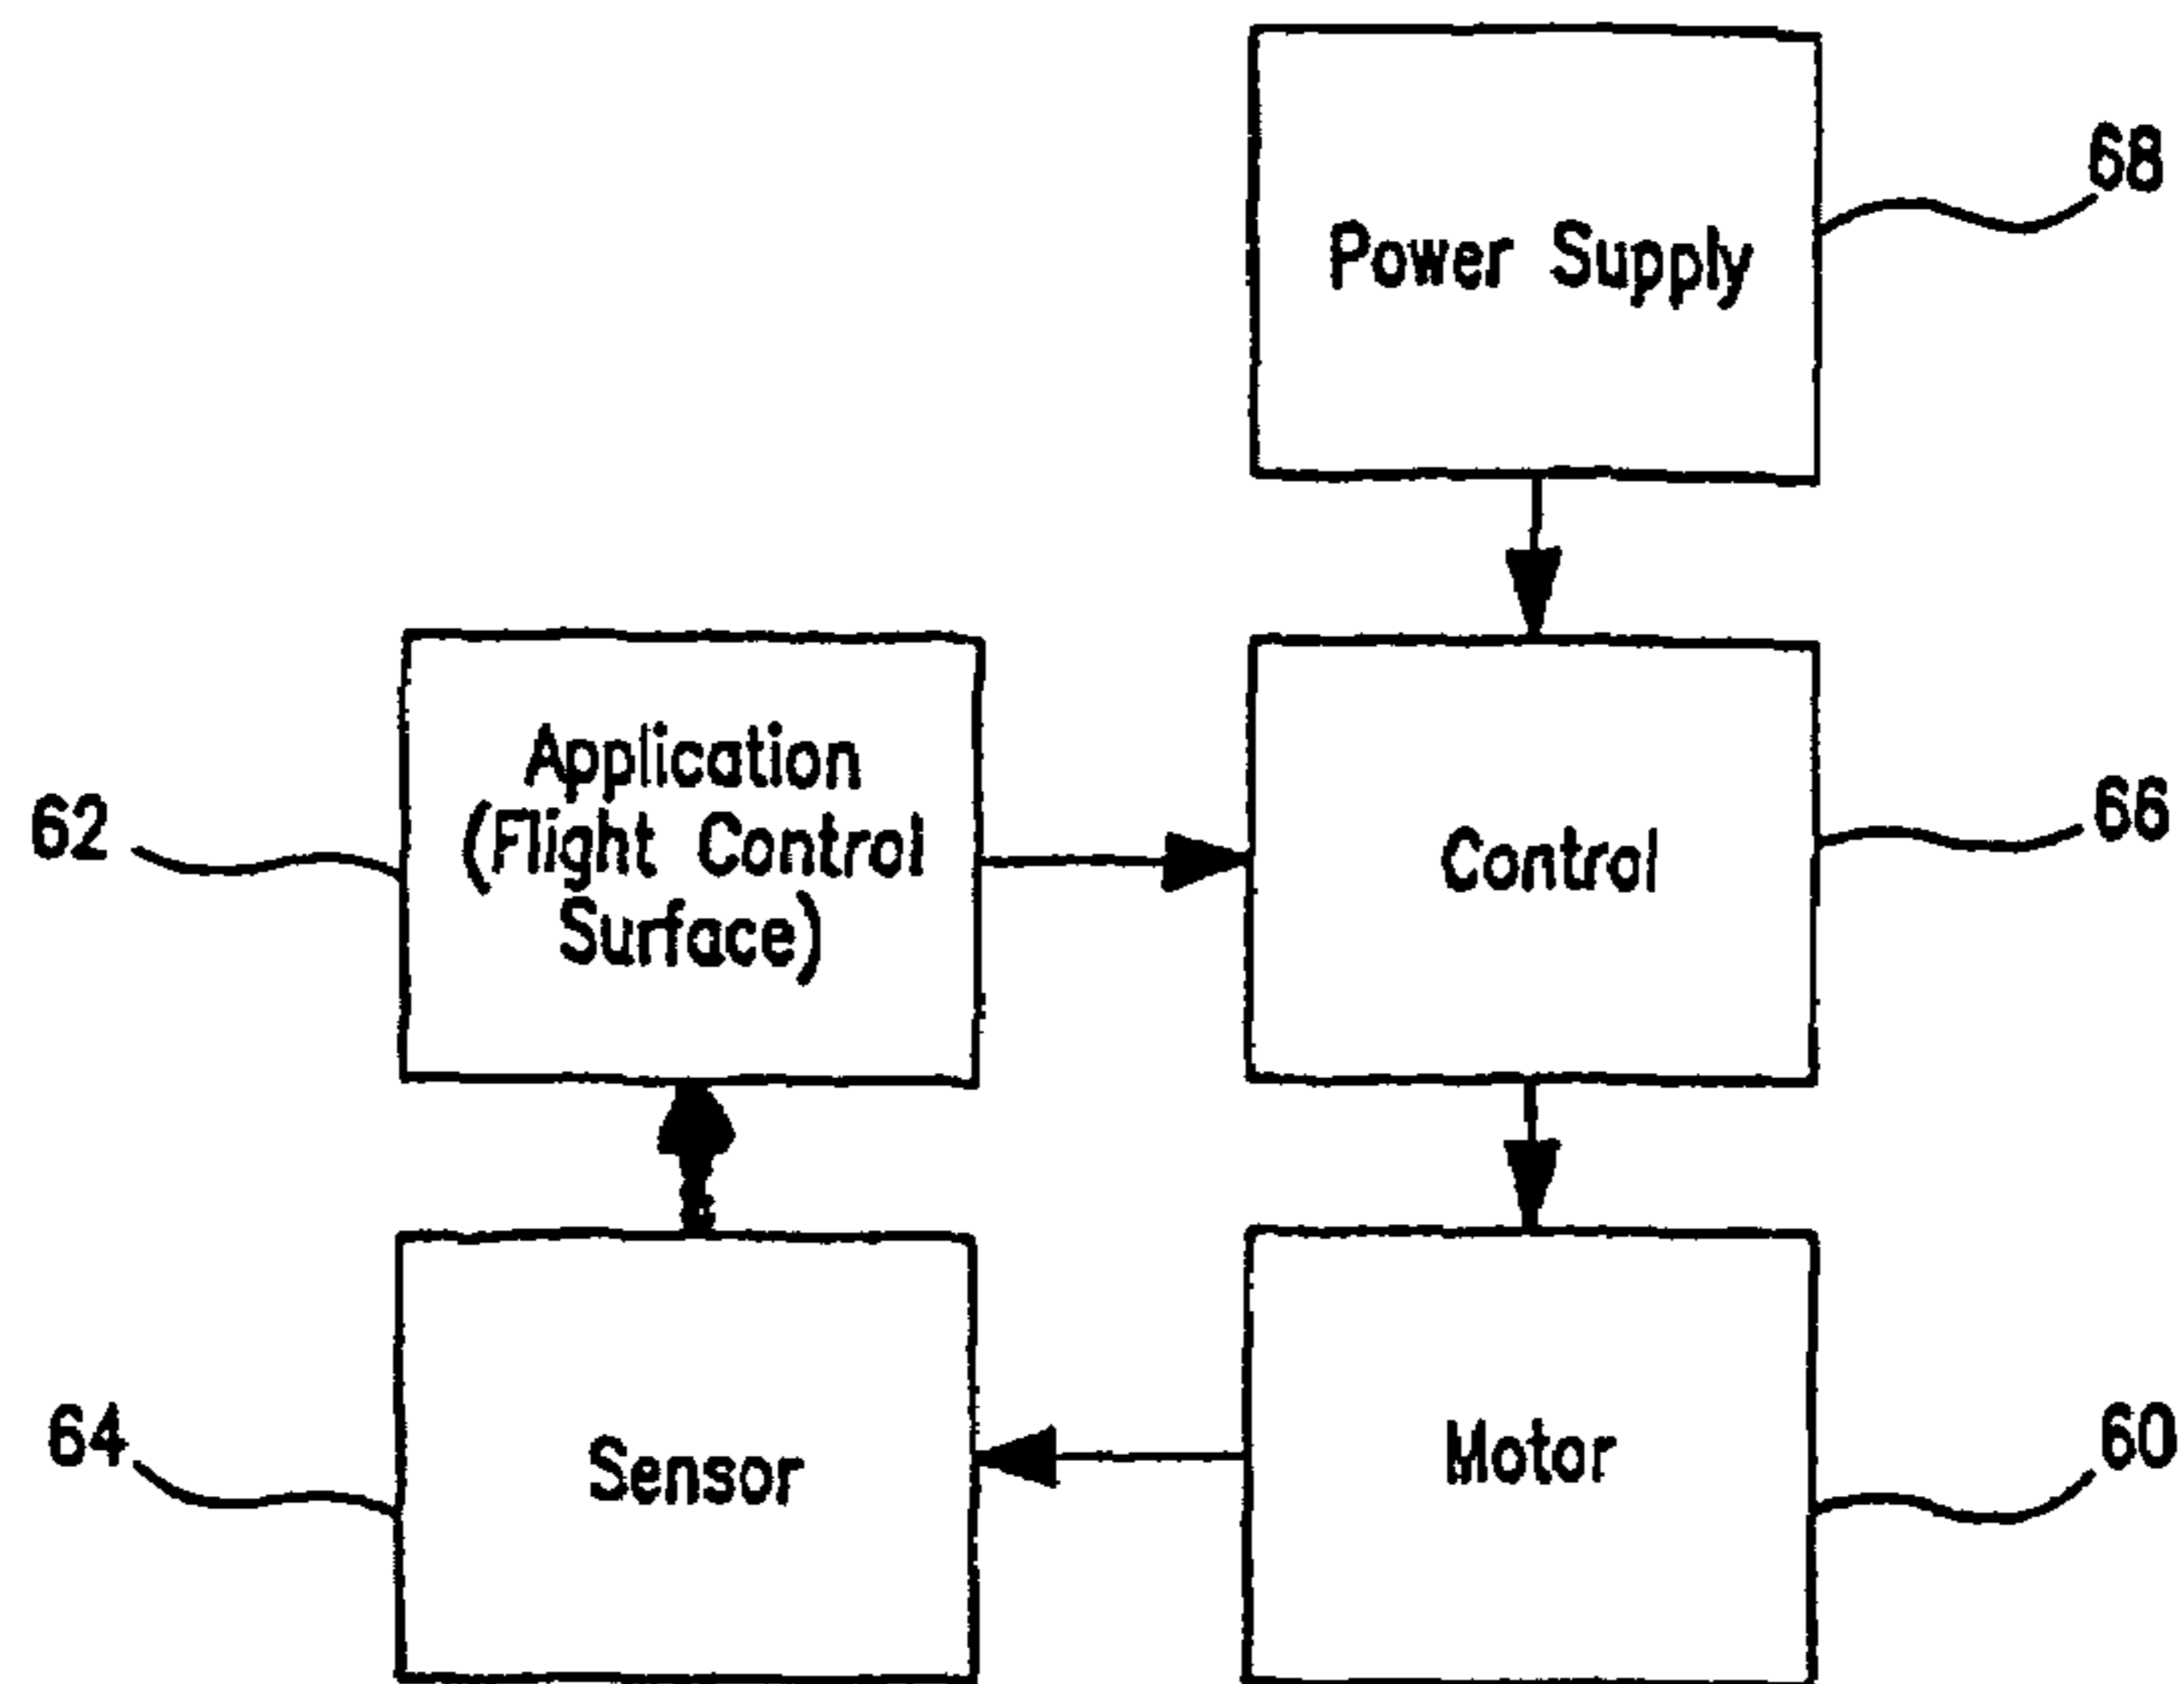 Power Supply
68
Application
(Flight Control
Surface)
62
Control
66
Sensor
64
Motor
60